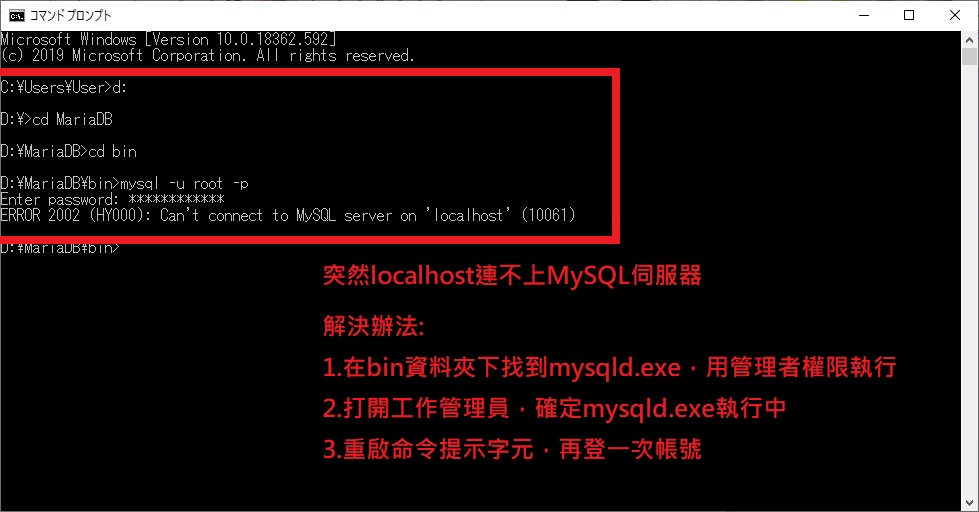 コマンド プロンプト
Microsoft Windows [Version 10.0.18362.592]
(c) 2019 Microsoft Corporation. All rights reserved.
C:¥Users¥User>d:
D:¥>cd MariaDB
D:¥MariaDB>cd bin
D:¥MariaDB¥bin>mysql -u root -p
Enter password: ************
ERROR 2002 (HY000): Can't connect to MySQL server on 'localhost' (10061)
D:¥MariaDB¥bin>
突然localhost連不上MySQL伺服器
解決辦法:
1.在bin資料夾下找到mysqld.exe，用管理者權限執行
2.打開工作管理員，確定mysqld.exe執行中
3.重啟命令提示字元，再登一次帳號